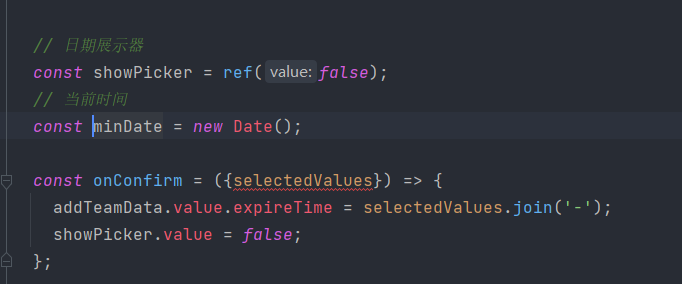 // 日期展示器
const showPicker = ref( value: false);
// 当前时间
const minDate = new Date();
const onConfirm = ({selectedValues}) => {
addTeamData.value.expireTime = selectedValues.join('-');
showPicker.value = false;
};